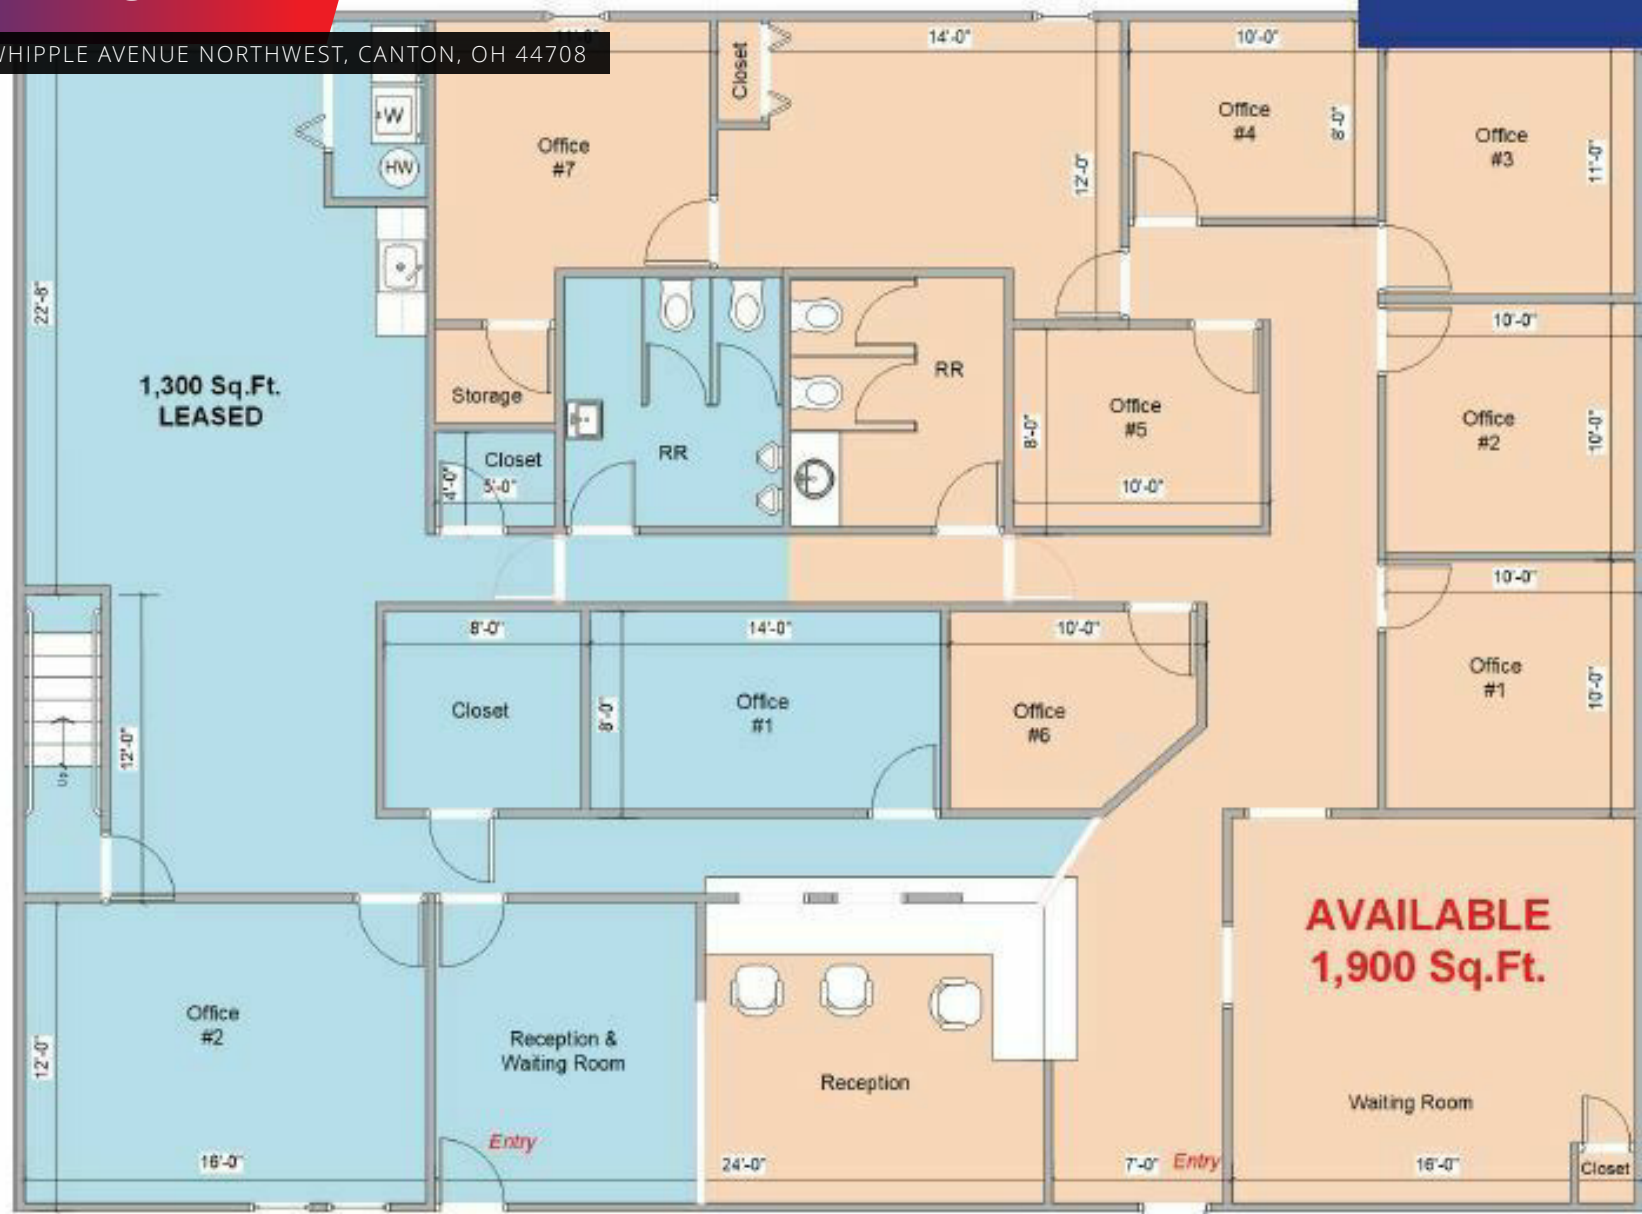 WHIPPLE AVENUE NORTHWEST, CANTON, OH 44708
14'-0"
10'-0"
Closet
W
HW
Office
#7
12'-0"
Office
#4
8'-0"
Office
#3
11'-0"
22'-8"
1,300 Sq.Ft.
LEASED
Storage
Closet
4'-0"
5'-0"
RR
RR
Office
#5
8'-0"
10'-0"
10'-0"
Office
#2
10'-0"
8'-0"
14'-0"
10'-0"
10'-0"
Closet
8'-0"
Office
#1
Office
#6
Office
#1
10'-0"
12'-0"
Up
AVAILABLE
1,900 Sq.Ft.
Office
#2
12'-0"
Reception &
Waiting Room
Reception
Waiting Room
Entry
16'-0"
24'-0"
7'-0"
Entry
16'-0"
Closet